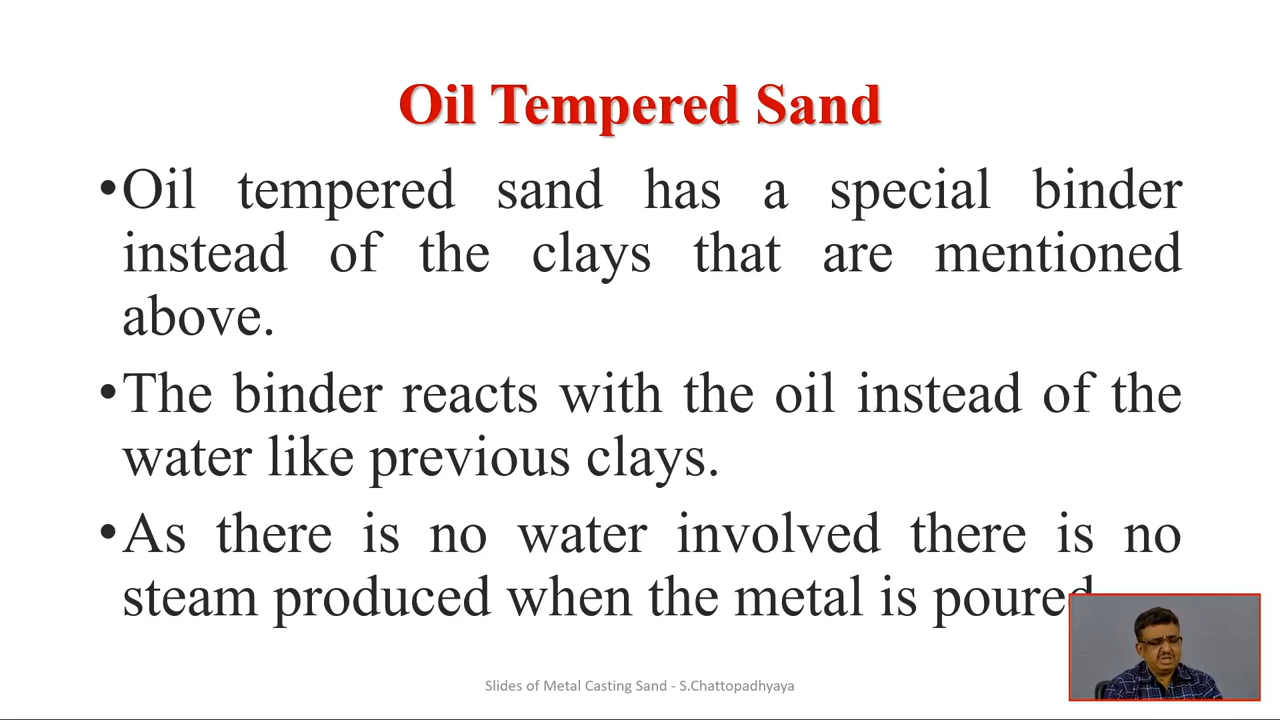 Oil Tempered Sand
•Oil tempered sand has a special binder
instead of the clays that are mentioned
above.
•The binder reacts with the oil instead of the
water like previous clays.
•As there is no water involved there is no
steam produced when the metal is poured
Slides of Metal Casting Sand - S.Chattopadhyaya